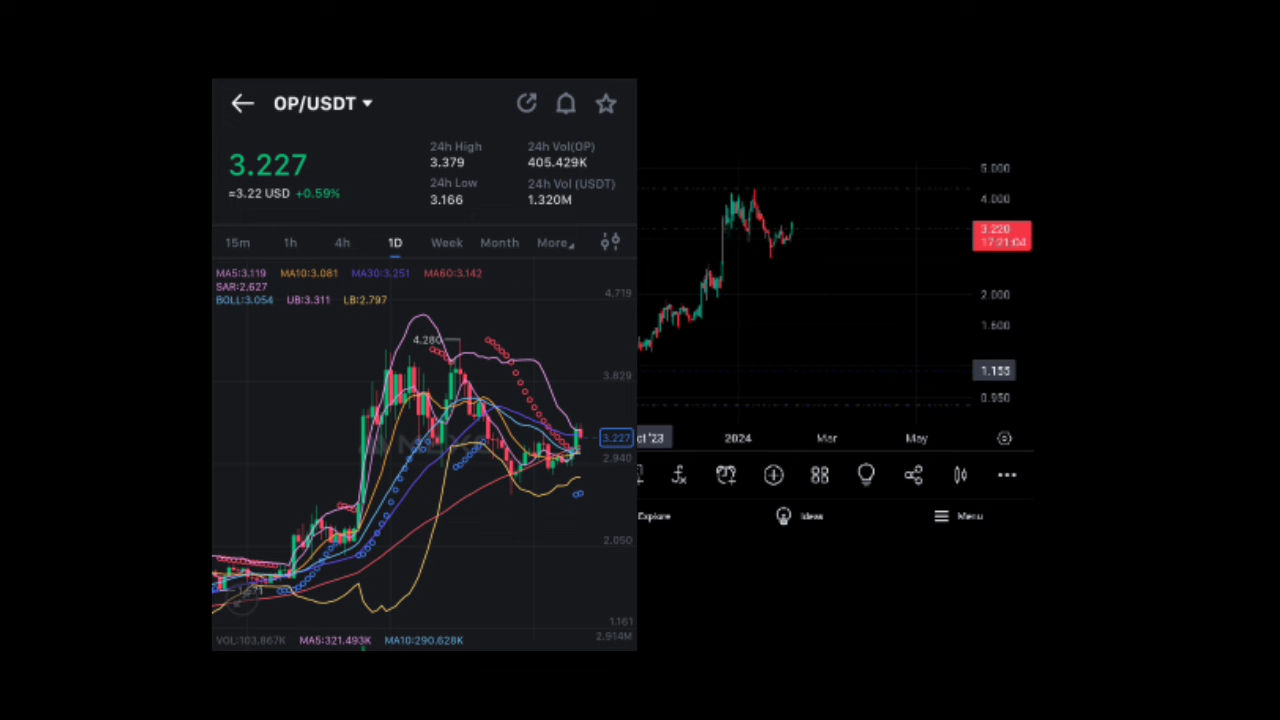 OP/USDT
3.227
≈3.22 USD +0.59%
24h High
3.379
24h Low
3.166
24h Vol(OP)
405.429K
24h Vol (USDT)
1.320M
15m 1h 4h 1D Week Month More
MA5:3.119 MA10:3.081 MA30:3.251 MA60:3.142
SAR:2.627
BOLL:3.054 UB:3.311 LB:2.797
4.719
4.280
3.829
3.227
2.940
2.050
1.161
2.914M
VOL:103.867K MA5:321.493K MA10:290.628K
5.000
4.000
3.220
17:21:04
2.000
1.600
1.155
0.950
ct '23 2024 Mar May
Explore Ideas Menu